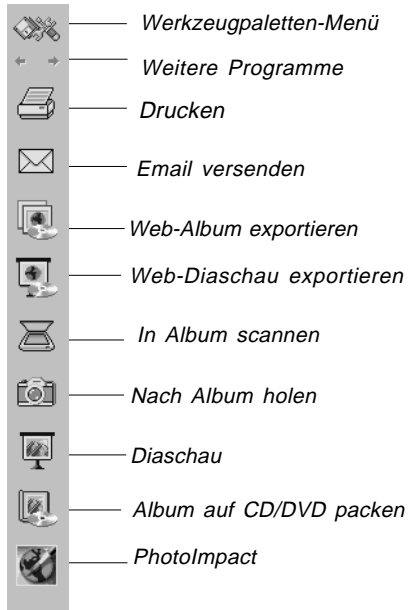 Werkzeugpaletten-Menü
Weitere Programme
Drucken
Email versenden
Web-Album exportieren
Web-Diaschau exportieren
In Album scannen
Nach Album holen
Diaschau
Album auf CD/DVD packen
PhotoImpact